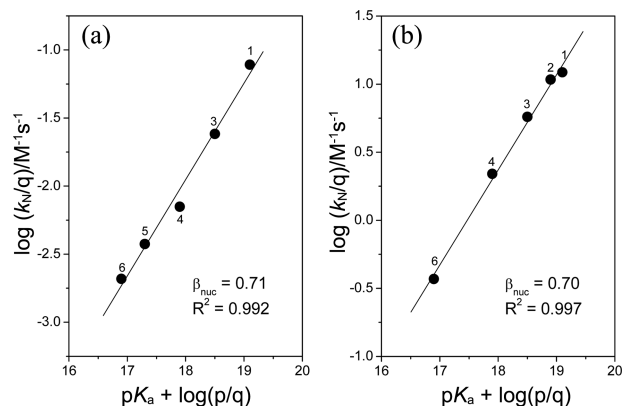 (a)
-1.0
-1.5
-2.0
-2.5
-3.0
log (kN/q)/M-1s-1
1
3
4
5
6
βnuc = 0.71
R2 = 0.992
16 17 18 19 20
pKa + log(p/q)
(b)
1.5
1.0
0.5
0.0
-0.5
-1.0
log (kN/q)/M-1s-1
1
2
3
4
6
βnuc = 0.70
R2 = 0.997
16 17 18 19 20
pKa + log(p/q)